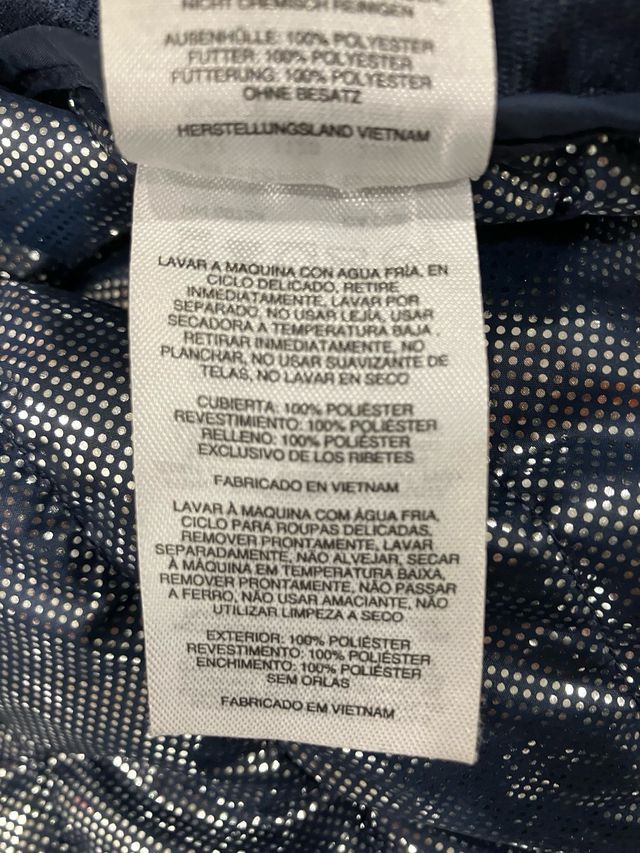 NICHT CHEMISCH REINIGEN
AUßENHÜLLE: 100% POLYESTER
FUTTER: 100% POLYESTER
FÜTTERUNG: 100% POLYESTER
OHNE BESATZ
HERSTELLUNGSLAND VIETNAM
LAVAR A MAQUINA CON AGUA FRÍA, EN
CICLO DELICADO, RETIRE
INMEDIATAMENTE, LAVAR POR
SEPARADO, NO USAR LEJÍA, USAR
SECADORA A TEMPERATURA BAJA ,
RETIRAR INMEDIATAMENTE, NO
PLANCHAR, NO USAR SUAVIZANTE DE
TELAS, NO LAVAR EN SECO
CUBIERTA: 100% POLIÉSTER
REVESTIMIENTO: 100% POLIÉSTER
RELLENO: 100% POLIÉSTER
EXCLUSIVO DE LOS RIBETES
FABRICADO EN VIETNAM
LAVAR À MAQUINA COM ÁGUA FRIA,
CICLO PARA ROUPAS DELICADAS,
REMOVER PRONTAMENTE, LAVAR
SEPARADAMENTE, NÃO ALVEJAR, SECAR
À MÁQUINA EM TEMPERATURA BAIXA,
REMOVER PRONTAMENTE, NÃO PASSAR
A FERRO, NÃO USAR AMACIANTE, NÃO
UTILIZAR LIMPEZA A SECO
EXTERIOR: 100% POLIÉSTER
REVESTIMENTO: 100% POLIÉSTER
ENCHIMENTO: 100% POLIÉSTER
SEM ORLAS
FABRICADO EM VIETNAM